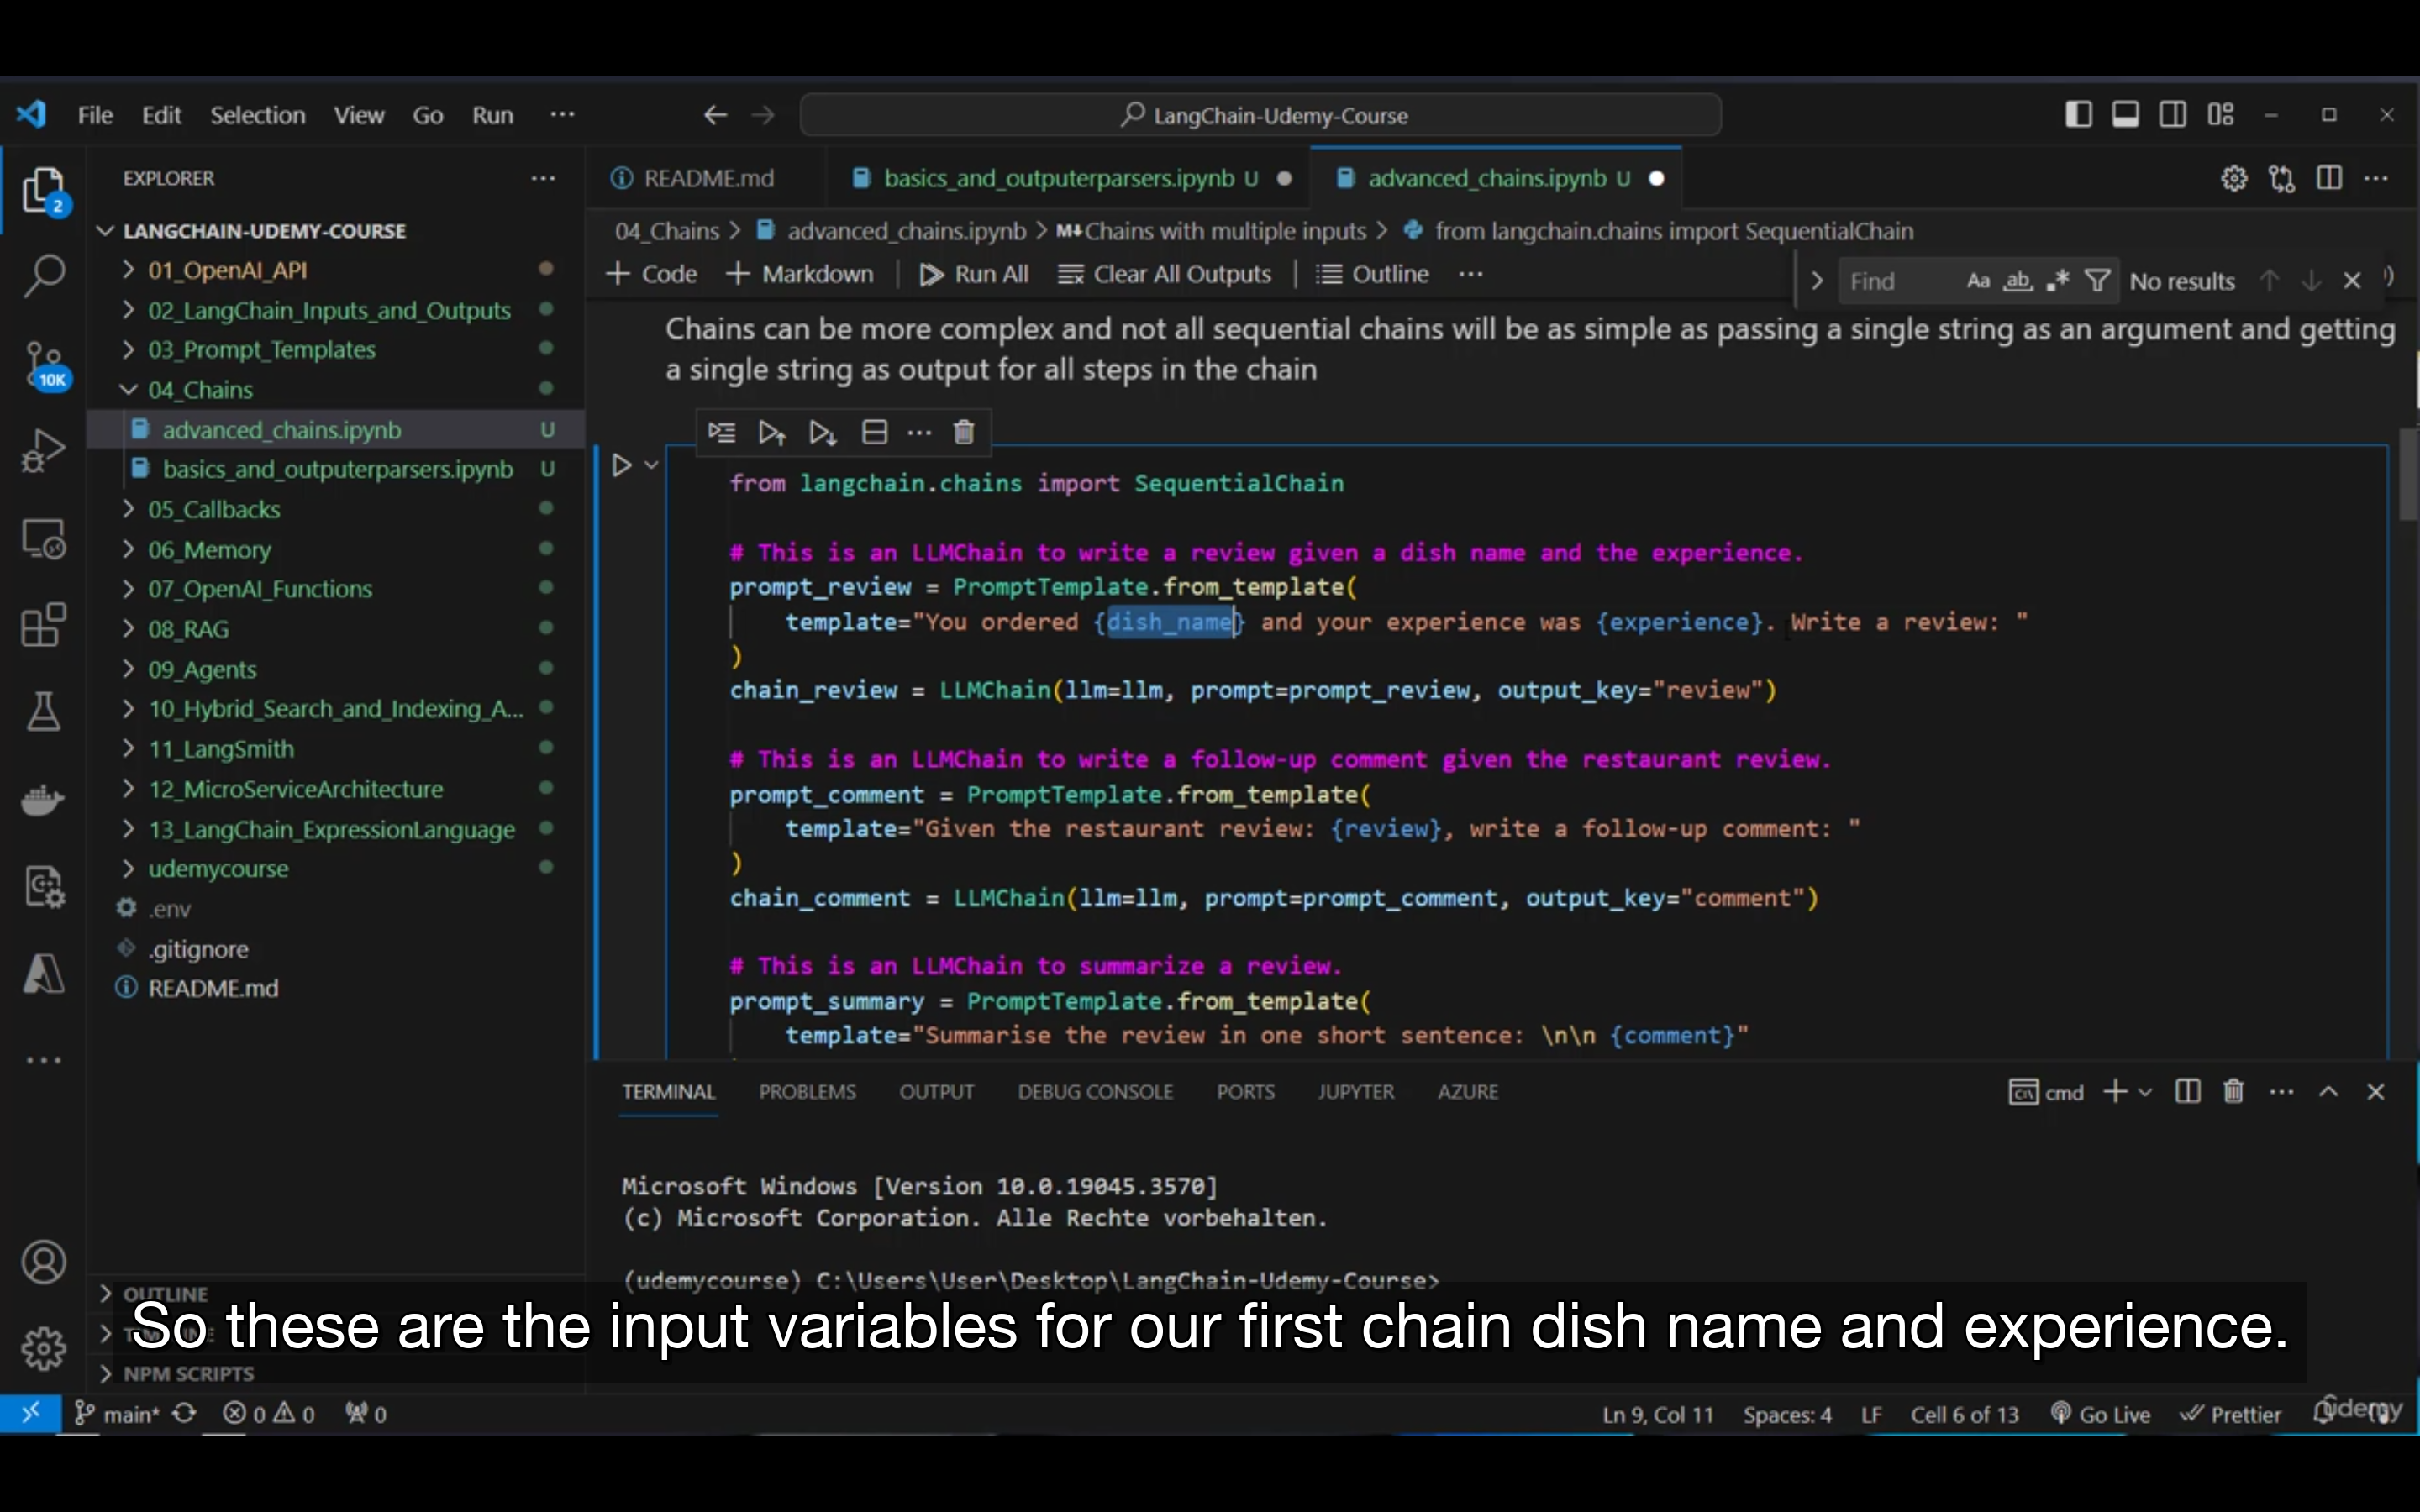 File Edit Selection View Go Run ···
LangChain-Udemy-Course
EXPLORER
2
LANGCHAIN-UDEMY-COURSE
01_OpenAI_API
02_LangChain_Inputs_and_Outputs
03_Prompt_Templates
10K
04_Chains
advanced_chains.ipynb U
basics_and_outputerparsers.ipynb U
05_Callbacks
06_Memory
07_OpenAI_Functions
08_RAG
09_Agents
10_Hybrid_Search_and_Indexing_A...
11_LangSmith
12_MicroServiceArchitecture
13_LangChain_ExpressionLanguage
udemycourse
.env
.gitignore
README.md
OUTLINE
NPM SCRIPTS
README.md
basics_and_outputerparsers.ipynb U
advanced_chains.ipynb U
04_Chains > advanced_chains.ipynb > M↓Chains with multiple inputs > from langchain.chains import SequentialChain
+ Code + Markdown | Run All Clear All Outputs | Outline ···
Find Aa ab .* No results
Chains can be more complex and not all sequential chains will be as simple as passing a single string as an argument and getting
a single string as output for all steps in the chain
from langchain.chains import SequentialChain
# This is an LLMChain to write a review given a dish name and the experience.
prompt_review = PromptTemplate.from_template(
template="You ordered {dish_name} and your experience was {experience}. Write a review: "
)
chain_review = LLMChain(llm=llm, prompt=prompt_review, output_key="review")
# This is an LLMChain to write a follow-up comment given the restaurant review.
prompt_comment = PromptTemplate.from_template(
template="Given the restaurant review: {review}, write a follow-up comment: "
)
chain_comment = LLMChain(llm=llm, prompt=prompt_comment, output_key="comment")
# This is an LLMChain to summarize a review.
prompt_summary = PromptTemplate.from_template(
template="Summarise the review in one short sentence: \n\n {comment}"
TERMINAL PROBLEMS OUTPUT DEBUG CONSOLE PORTS JUPYTER AZURE
cmd
Microsoft Windows [Version 10.0.19045.3570]
(c) Microsoft Corporation. Alle Rechte vorbehalten.
(udemycourse) C:\Users\User\Desktop\LangChain-Udemy-Course>
So these are the input variables for our first chain dish name and experience.
main* 0 0 0
Ln 9, Col 11 Spaces: 4 LF Cell 6 of 13 Go Live Prettier
udemy